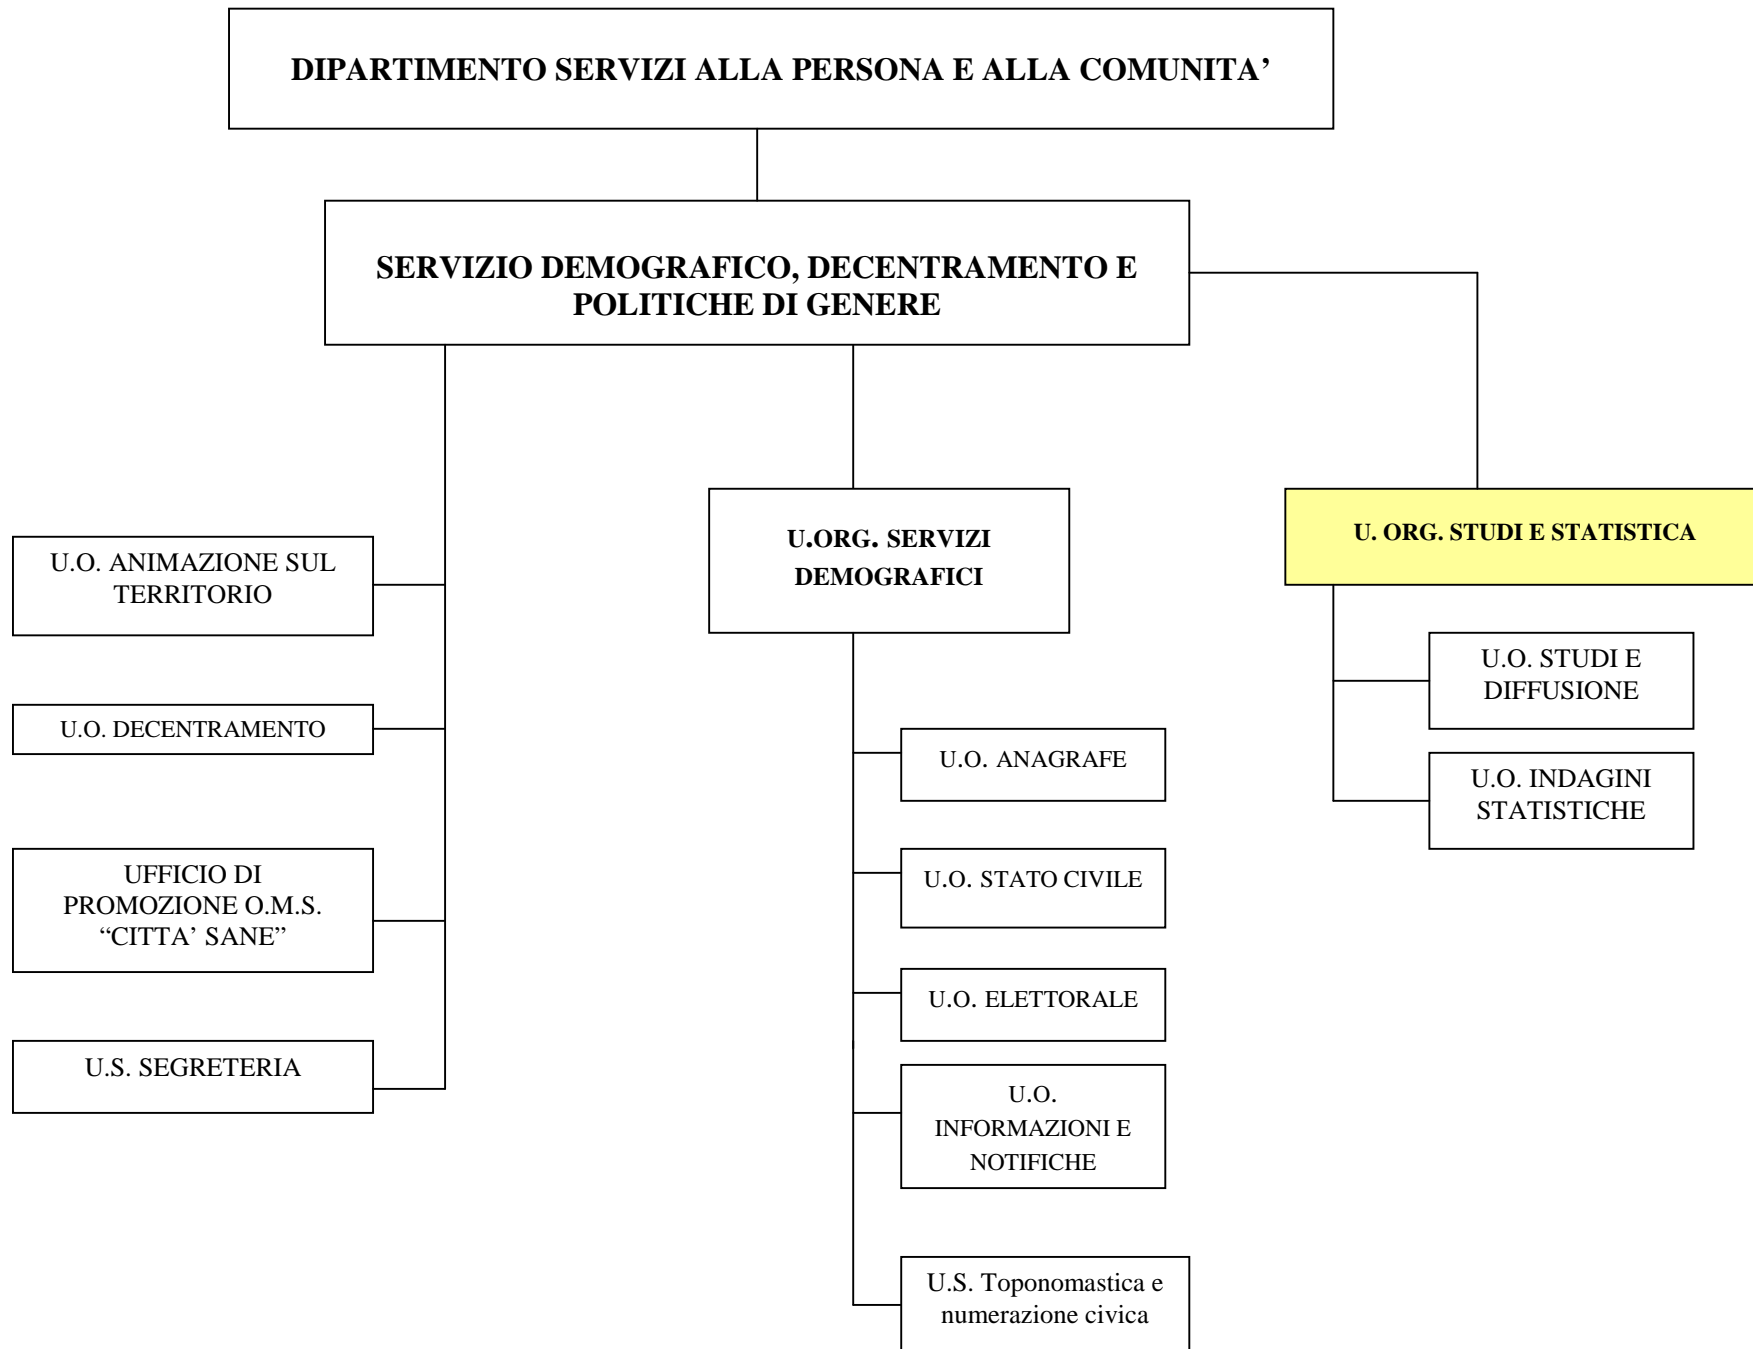 DIPARTIMENTO SERVIZI ALLA PERSONA E ALLA COMUNITA’
SERVIZIO DEMOGRAFICO, DECENTRAMENTO E
POLITICHE DI GENERE
U.O. ANIMAZIONE SUL
TERRITORIO
U.O. DECENTRAMENTO
UFFICIO DI
PROMOZIONE O.M.S.
“CITTA’ SANE”
U.S. SEGRETERIA
U.ORG. SERVIZI
DEMOGRAFICI
U.O. ANAGRAFE
U.O. STATO CIVILE
U.O. ELETTORALE
U.O.
INFORMAZIONI E
NOTIFICHE
U.S. Toponomastica e
numerazione civica
U. ORG. STUDI E STATISTICA
U.O. STUDI E
DIFFUSIONE
U.O. INDAGINI
STATISTICHE